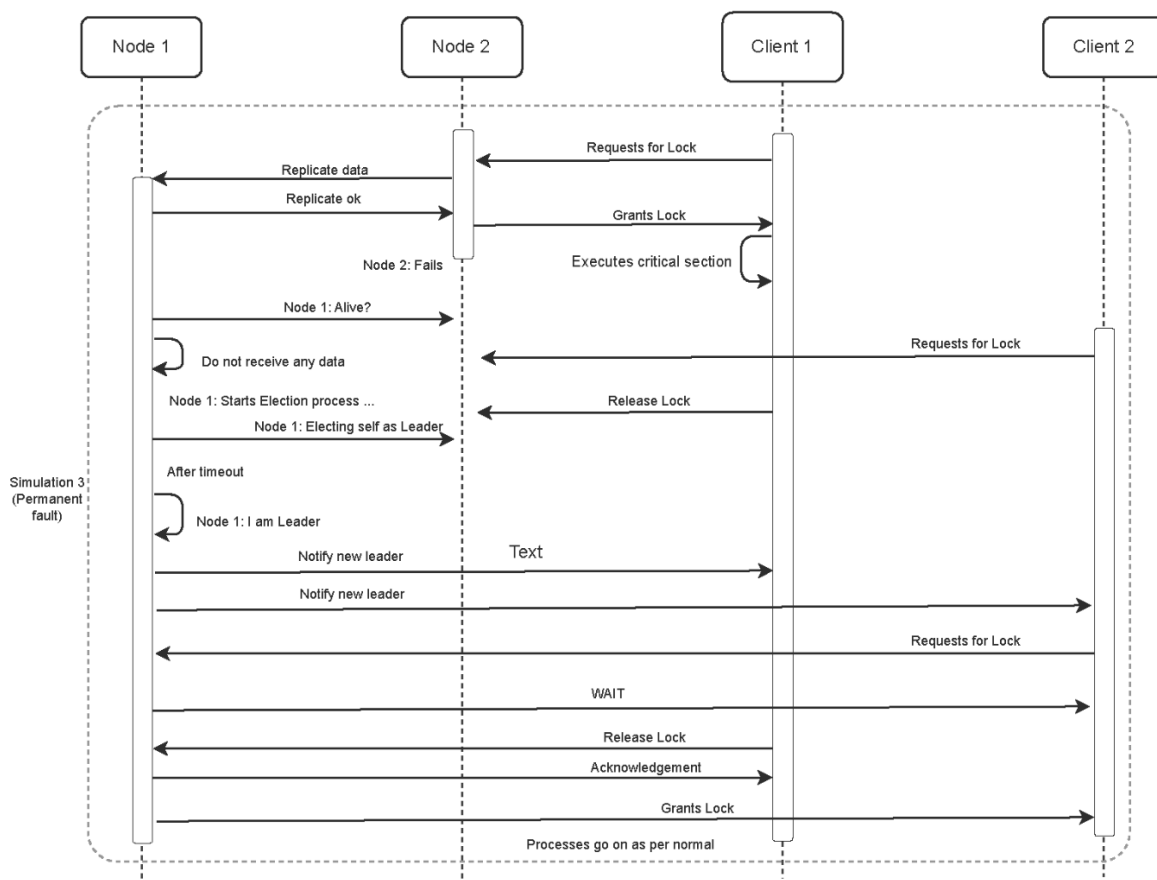 Node 1
Node 2
Client 1
Client 2
Requests for Lock
Replicate data
Replicate ok
Grants Lock
Executes critical section
Node 2: Fails
Node 1: Alive?
Requests for Lock
Do not receive any data
Node 1: Starts Election process ...
Release Lock
Node 1: Electing self as Leader
After timeout
Simulation 3
(Permanent
fault)
Node 1: I am Leader
Text
Notify new leader
Notify new leader
Requests for Lock
WAIT
Release Lock
Acknowledgement
Grants Lock
Processes go on as per normal